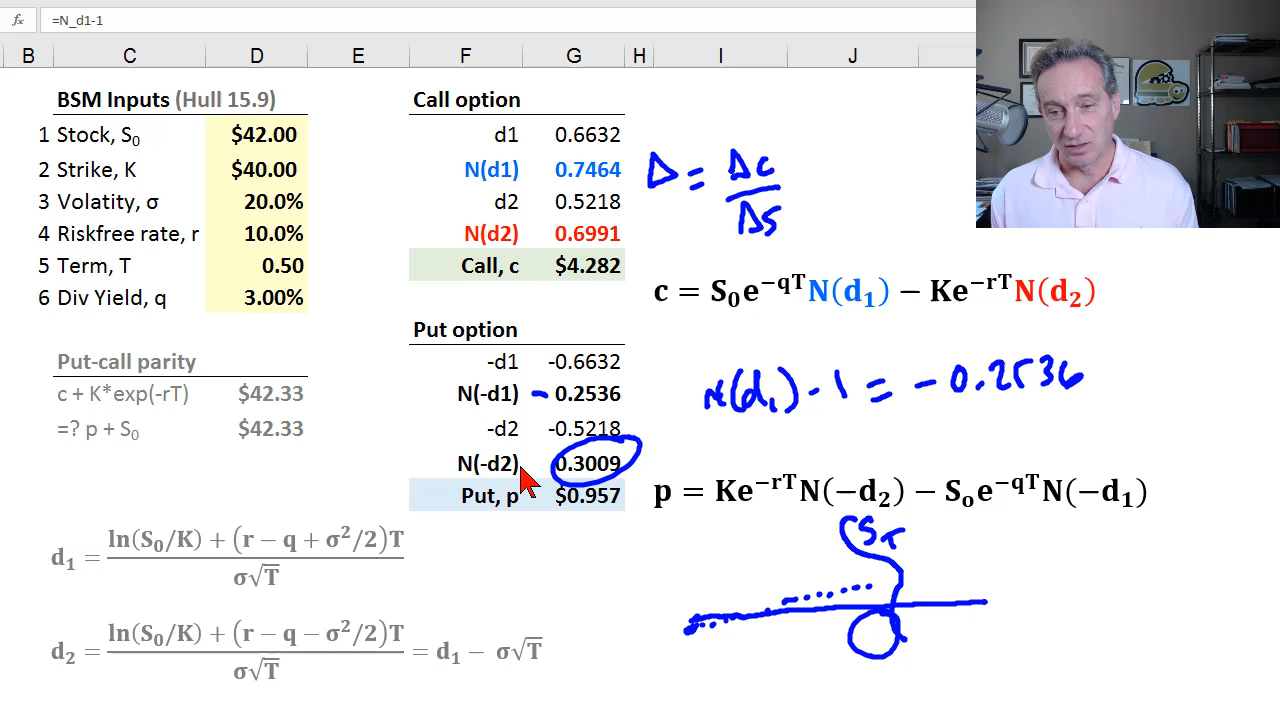 fx =N_d1-1
B C D E F G H I J
BSM Inputs (Hull 15.9)
1 Stock, S₀ $42.00
2 Strike, K $40.00
3 Volatity, σ 20.0%
4 Riskfree rate, r 10.0%
5 Term, T 0.50
6 Div Yield, q 3.00%
Put-call parity
c + K*exp(-rT) $42.33
=? p + S₀ $42.33
d₁ = ln(S₀/K) + (r − q + σ²/2)T / σ√T
d₂ = ln(S₀/K) + (r − q − σ²/2)T / σ√T = d₁ − σ√T
Call option
d1 0.6632
N(d1) 0.7464
d2 0.5218
N(d2) 0.6991
Call, c $4.282
Put option
-d1 -0.6632
N(-d1) - 0.2536
-d2 -0.5218
N(-d2) 0.3009
Put, p $0.957
Δ = Δc / ΔS
c = S₀e^−qT N(d₁) − Ke^−rT N(d₂)
N(d₁) - 1 = - 0.2536
p = Ke^−rT N(−d₂) − Sₒe^−qT N(−d₁)
S_T